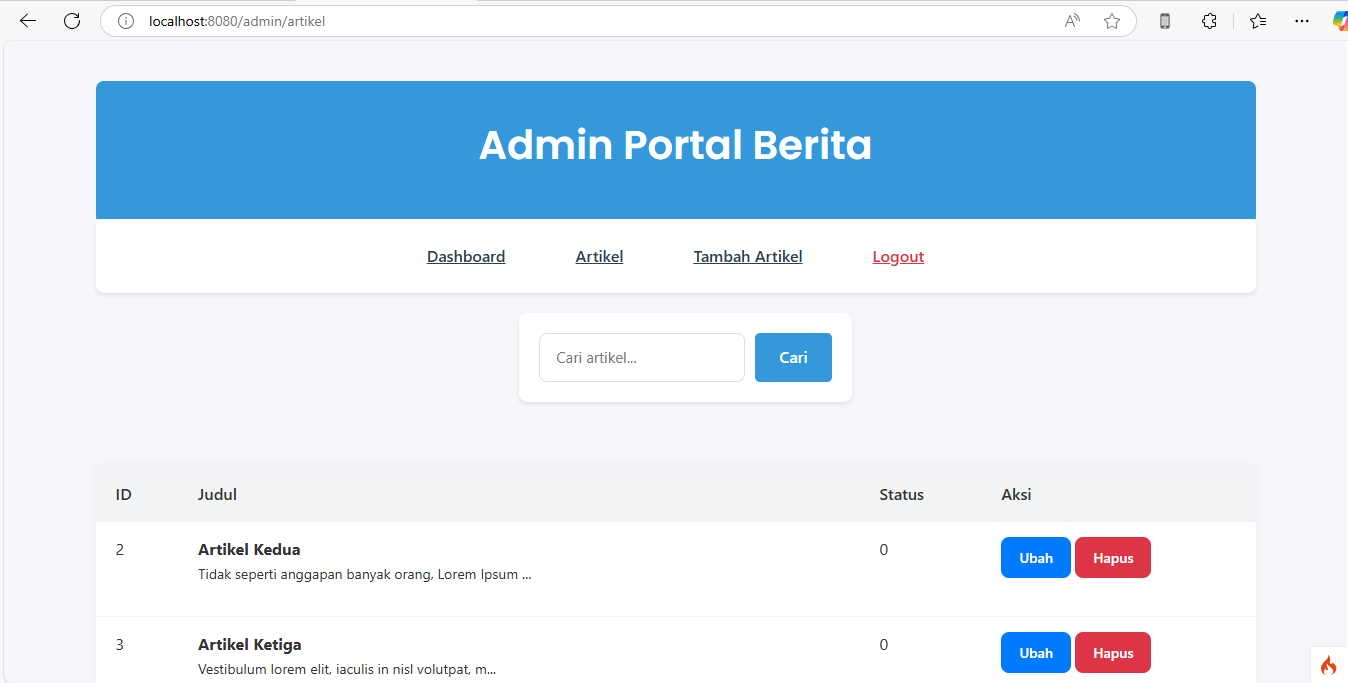 localhost:8080/admin/artikel
Admin Portal Berita
Dashboard Artikel Tambah Artikel Logout
Cari artikel... Cari
ID Judul Status Aksi
2 Artikel Kedua 0 Ubah Hapus
Tidak seperti anggapan banyak orang, Lorem Ipsum ...
3 Artikel Ketiga 0 Ubah Hapus
Vestibulum lorem elit, iaculis in nisl volutpat, m...